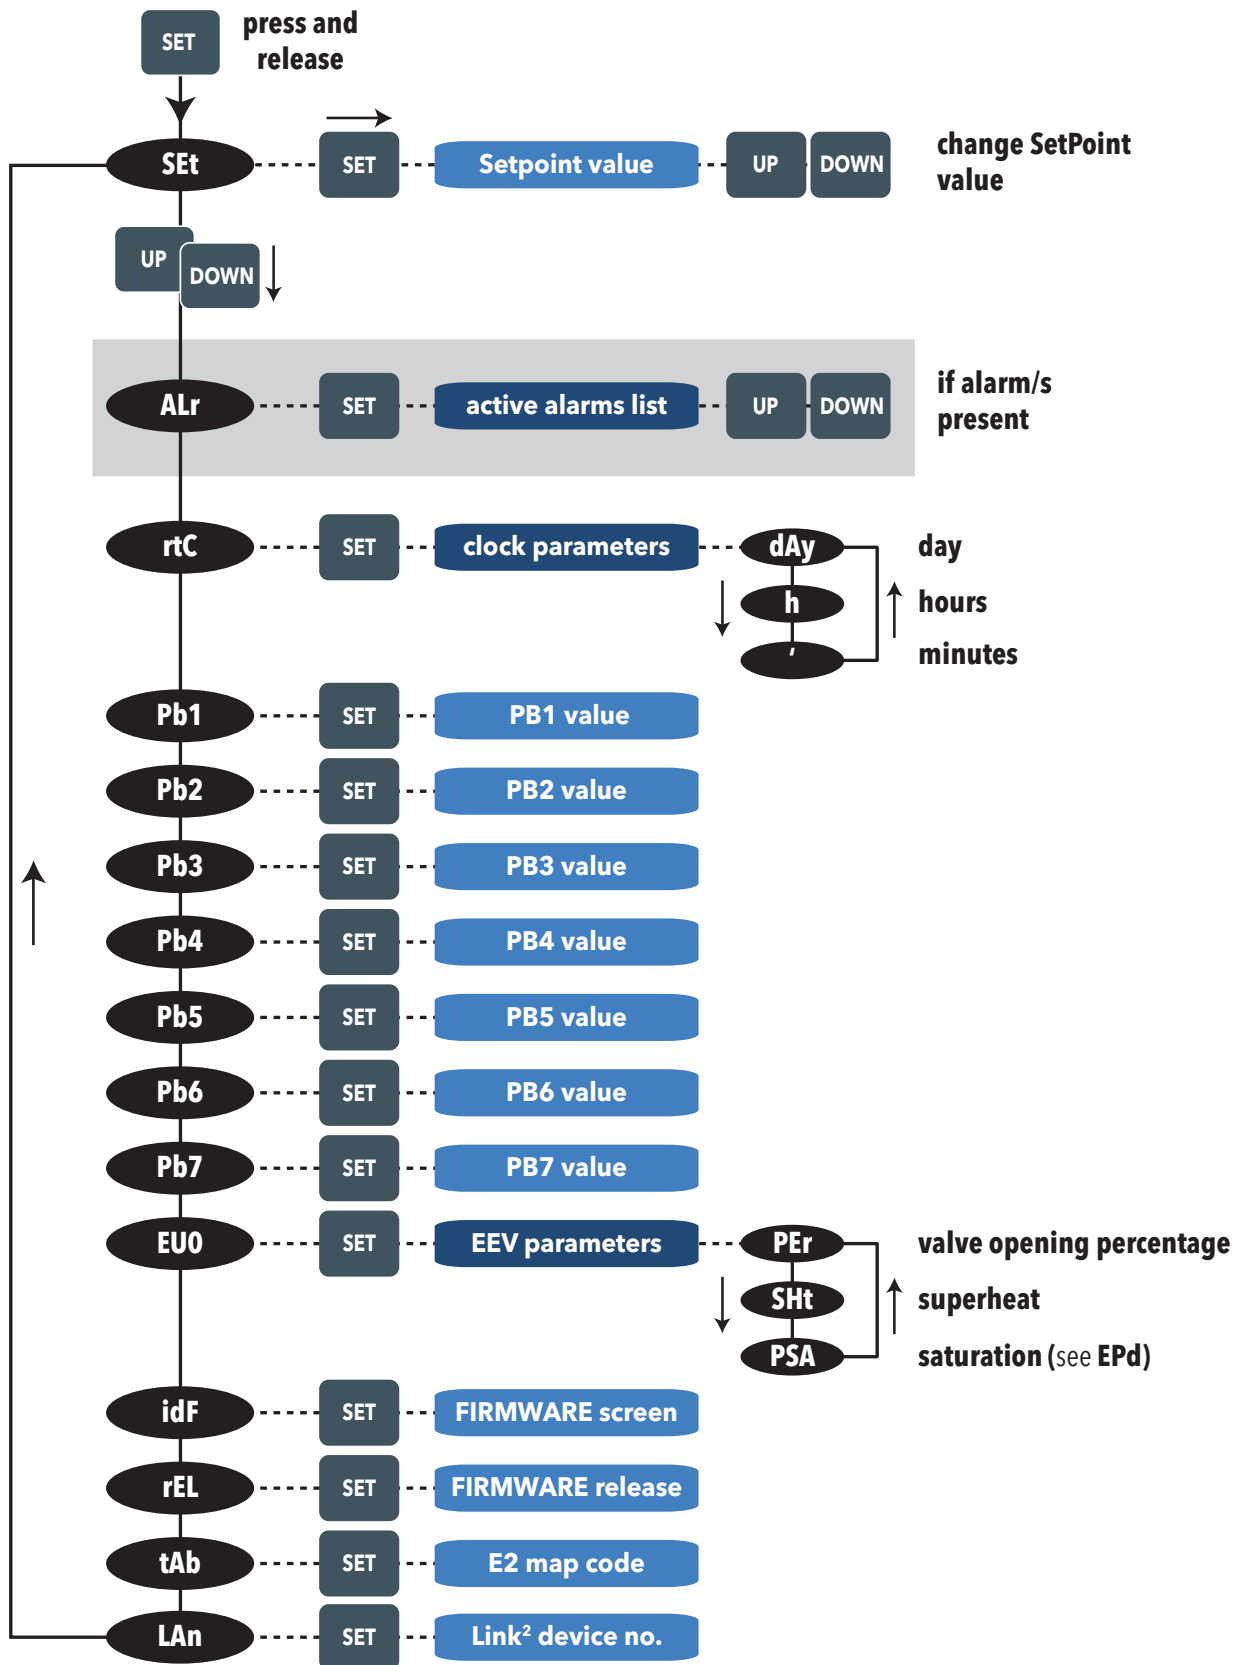 SET
press and
release
SEt
SET
Setpoint value
UP
DOWN
change SetPoint
value
UP
DOWN
ALr
SET
active alarms list
UP
DOWN
if alarm/s
present
rtC
SET
clock parameters
dAy
day
h
hours
'
minutes
Pb1
SET
PB1 value
Pb2
SET
PB2 value
Pb3
SET
PB3 value
Pb4
SET
PB4 value
Pb5
SET
PB5 value
Pb6
SET
PB6 value
Pb7
SET
PB7 value
EU0
SET
EEV parameters
PEr
valve opening percentage
SHt
superheat
PSA
saturation (see EPd)
idF
SET
FIRMWARE screen
rEL
SET
FIRMWARE release
tAb
SET
E2 map code
LAn
SET
Link² device no.